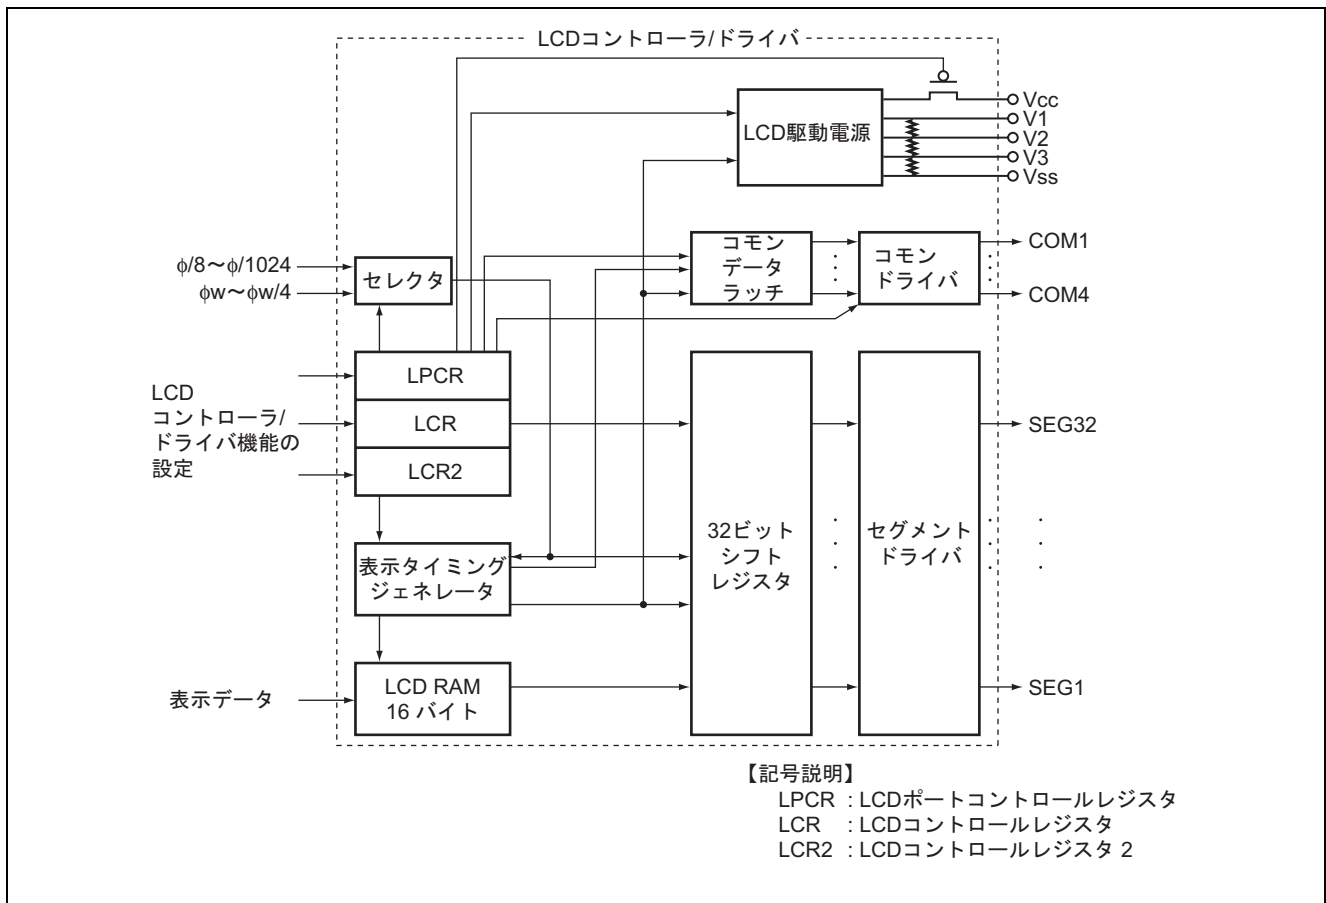 LCDコントローラ/ドライバ
LCD駆動電源
Vcc
V1
V2
V3
Vss
φ/8～φ/1024
φw～φw/4
セレクタ
コモン
データ
ラッチ
コモン
ドライバ
COM1
COM4
LCD
コントローラ/
ドライバ機能の
設定
LPCR
LCR
LCR2
表示タイミング
ジェネレータ
32ビット
シフト
レジスタ
セグメント
ドライバ
SEG32
SEG1
表示データ
LCD RAM
16 バイト
【記号説明】
LPCR : LCDポートコントロールレジスタ
LCR : LCDコントロールレジスタ
LCR2 : LCDコントロールレジスタ 2